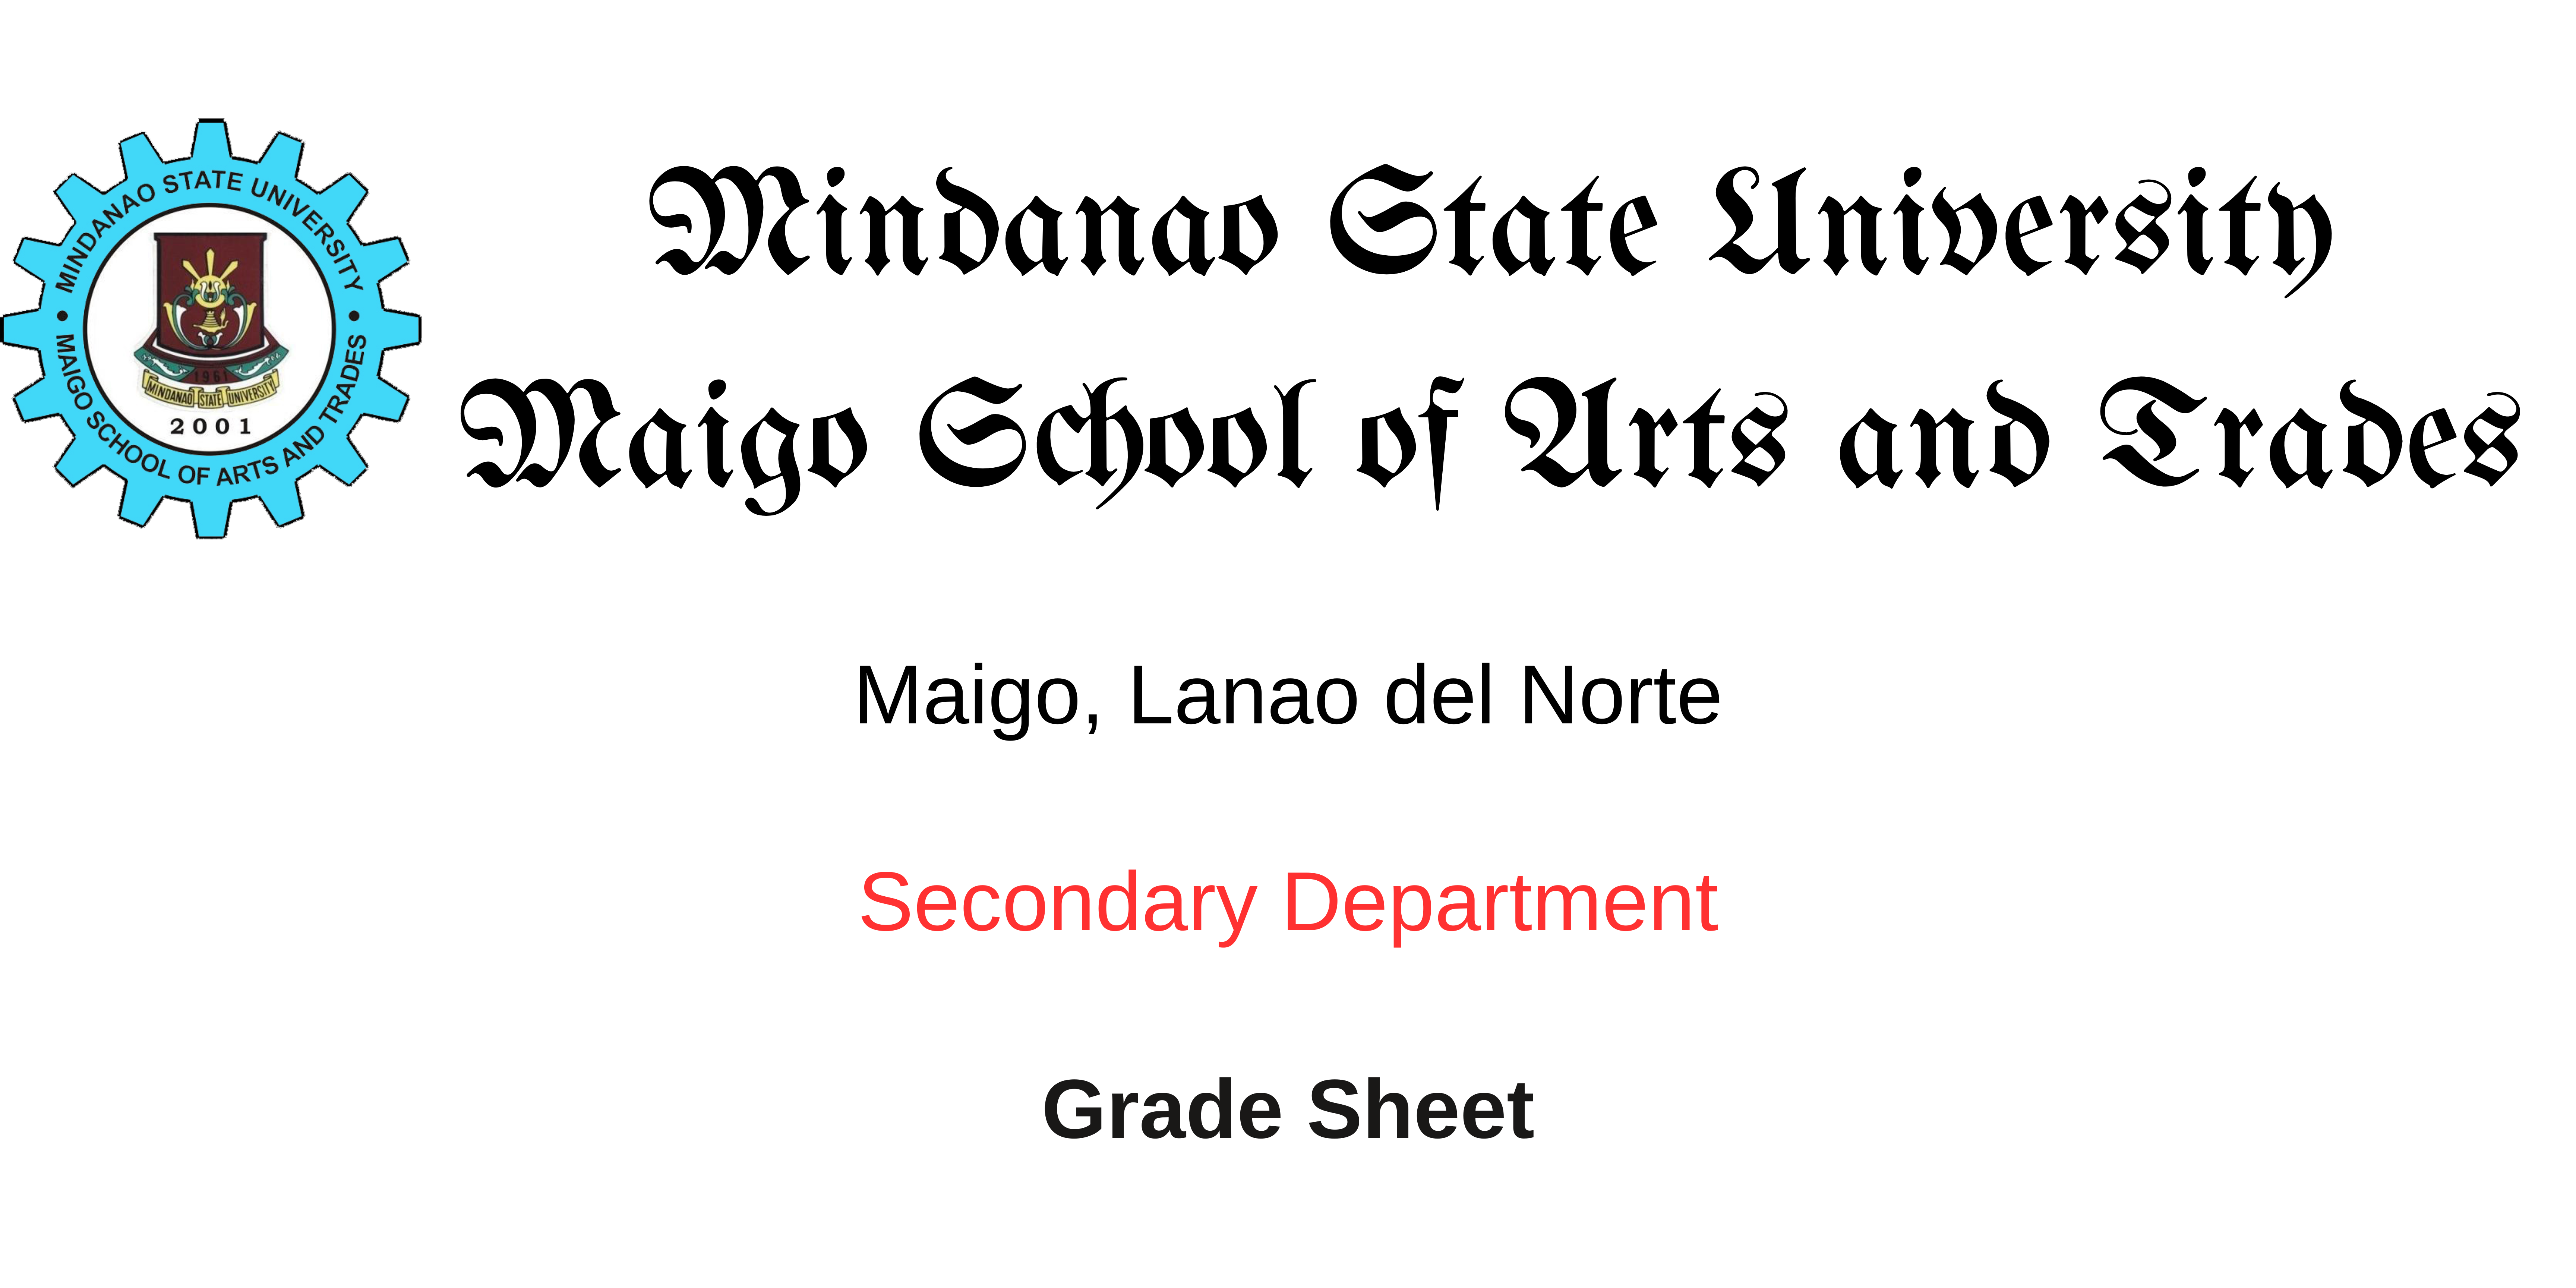 MINDANAO STATE UNIVERSITY
MAIGO SCHOOL OF ARTS AND TRADES
1961
MINDANAO STATE UNIVERSITY
2001
Mindanao State University
Maigo School of Arts and Trades
Maigo, Lanao del Norte
Secondary Department
Grade Sheet